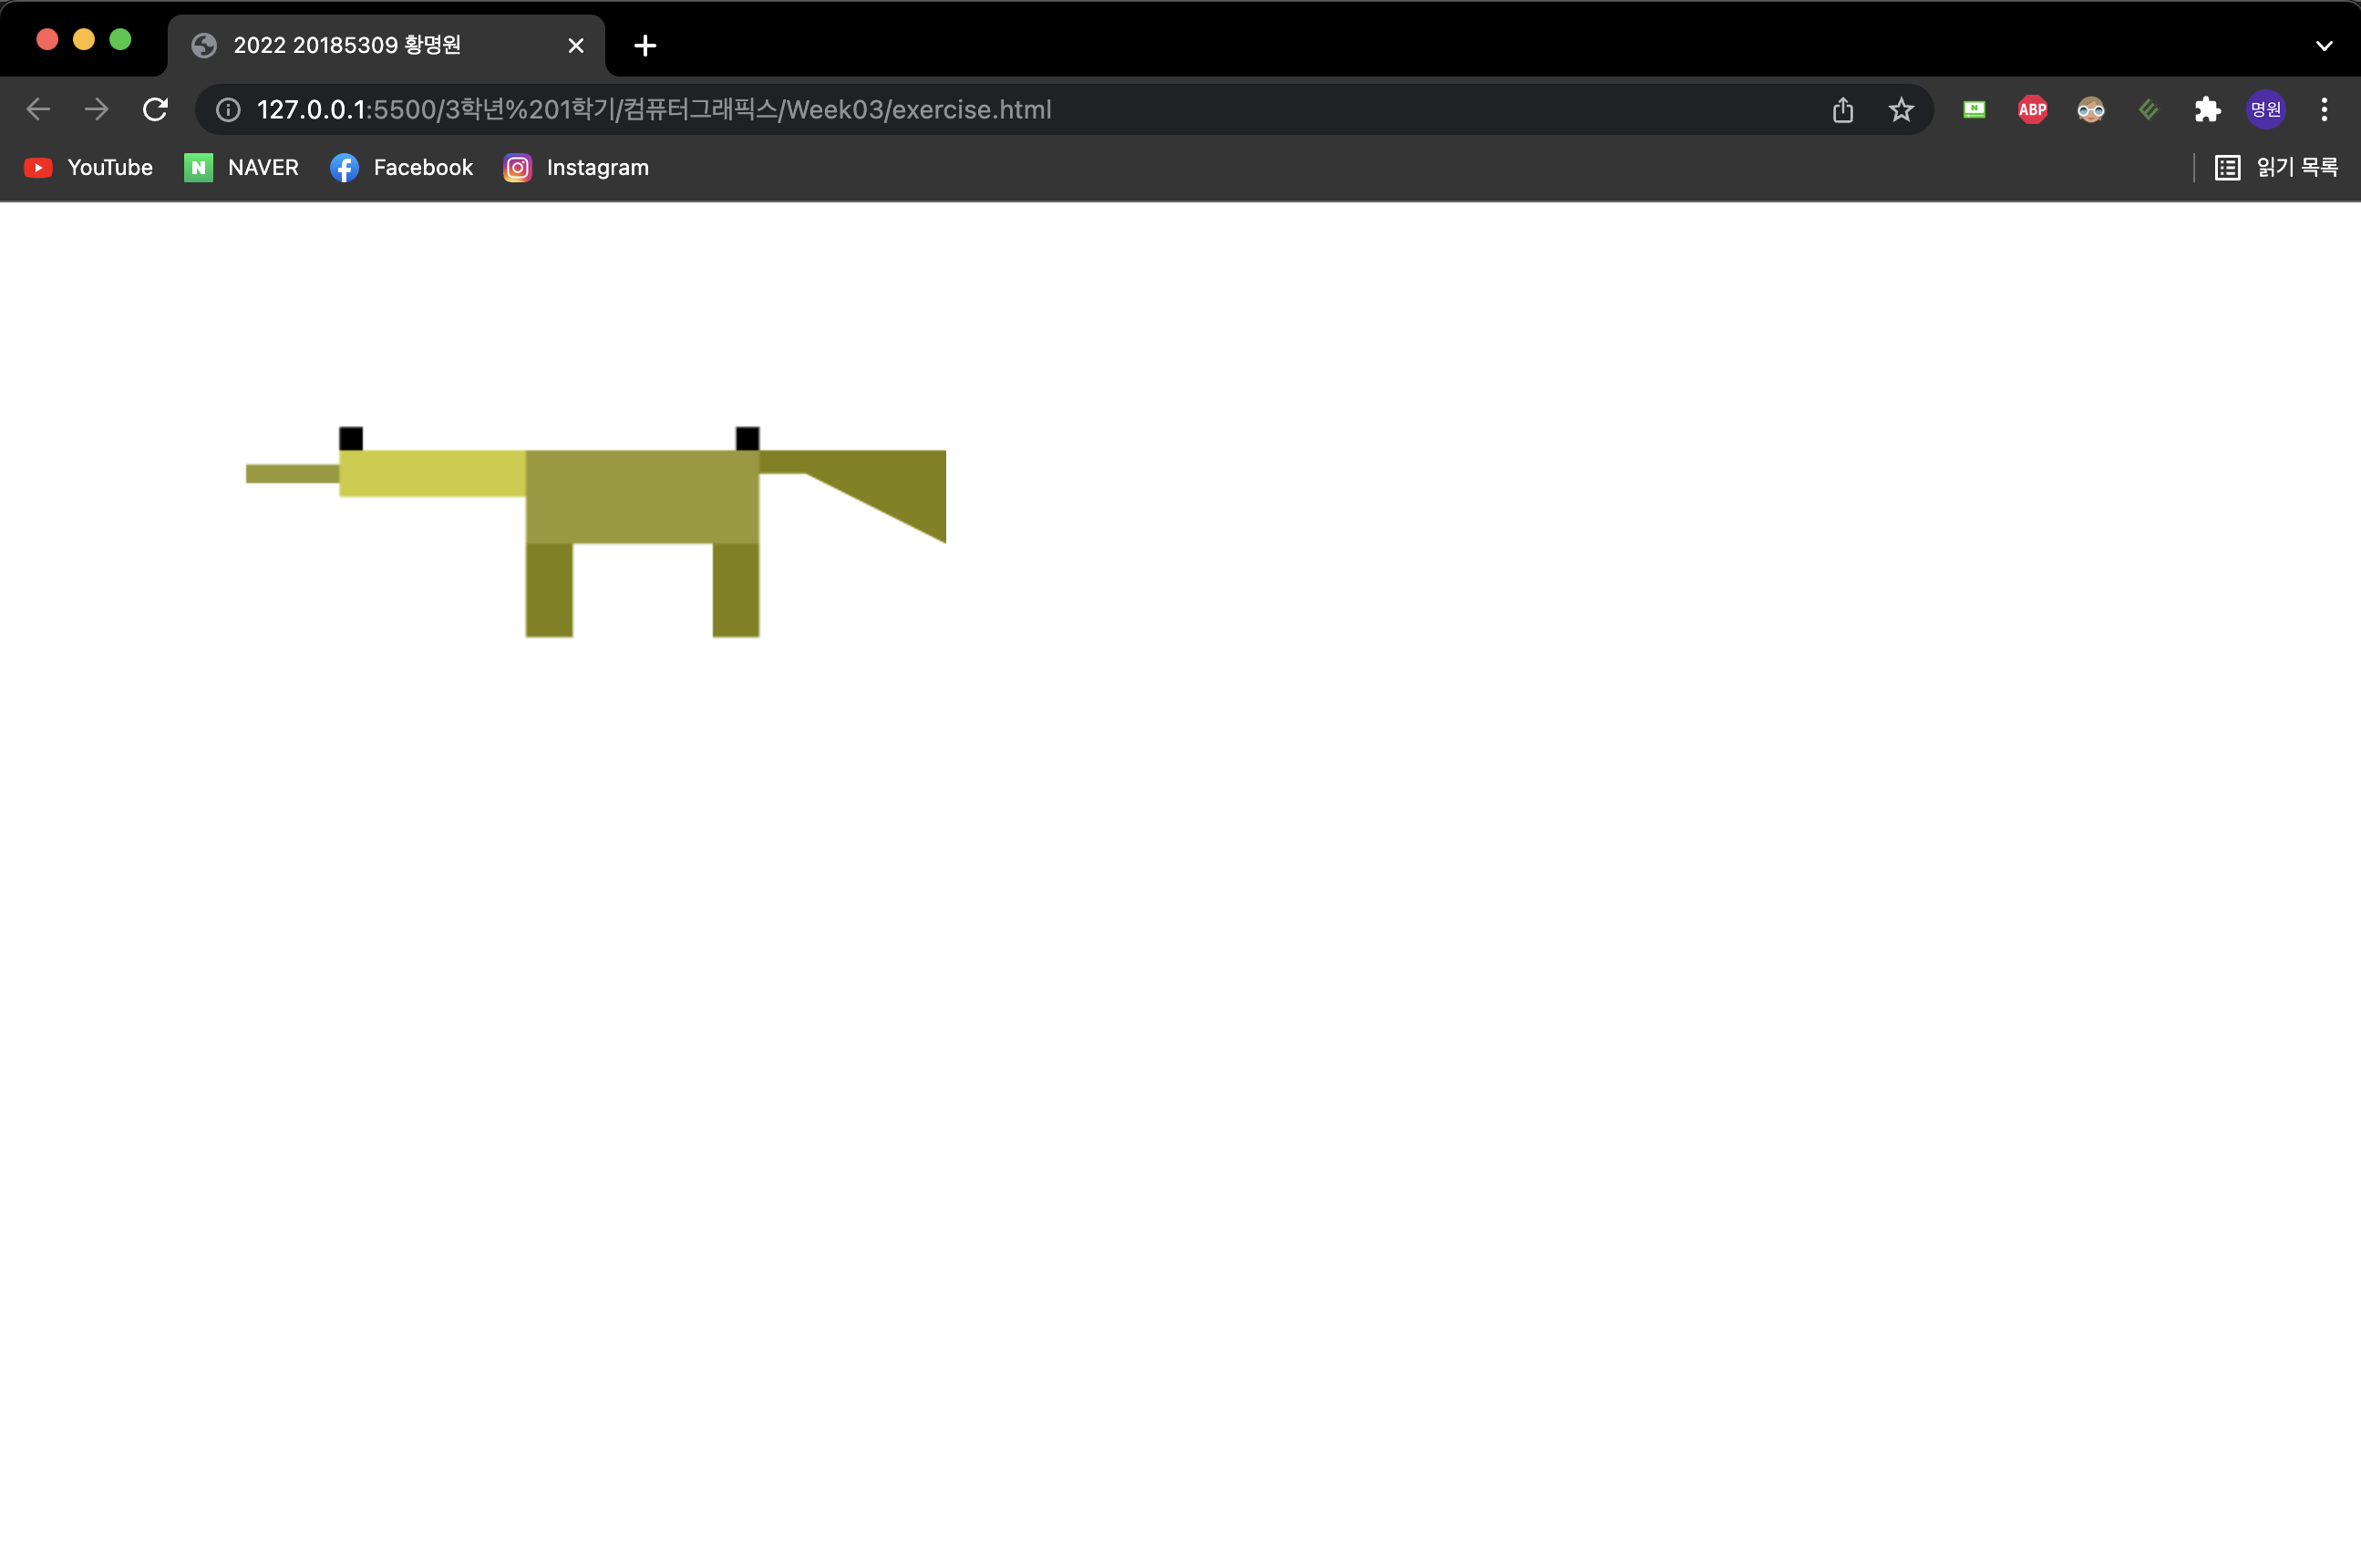 2022 20185309 황명원
127.0.0.1:5500/3학년%201학기/컴퓨터그래픽스/Week03/exercise.html
N ABP 명원
YouTube N NAVER Facebook Instagram 읽기 목록